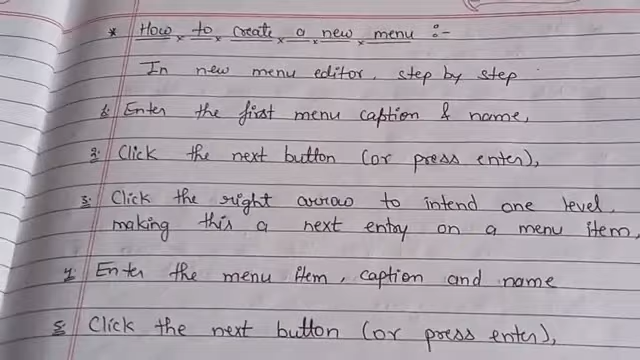 * How to create a new menu :-
In new menu editor, step by step
1. Enter the first menu caption & name,
2. Click the next button (or press enter),
3. Click the right arrow to intend one level,
making this a next entry on a menu item,
4. Enter the menu item, caption and name
5. Click the next button (or press enter),